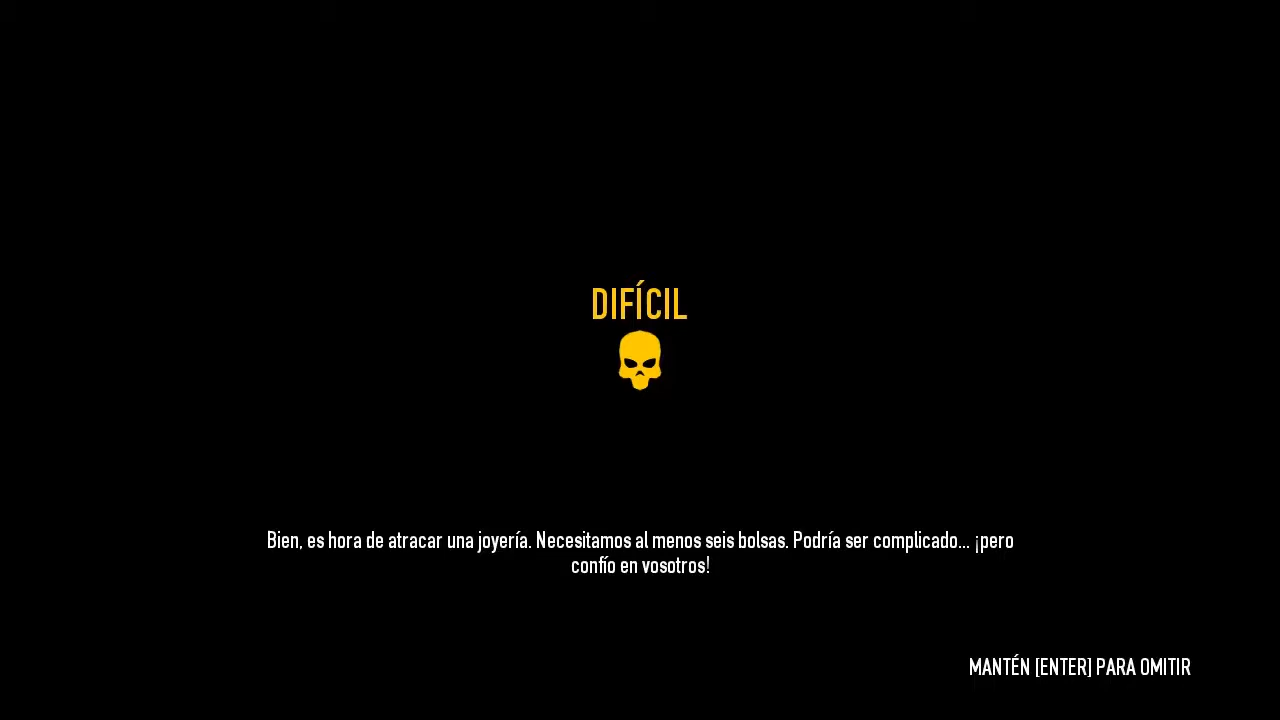 DIFÍCIL
Bien, es hora de atracar una joyería. Necesitamos al menos seis bolsas. Podría ser complicado... ¡pero
confío en vosotros!
MANTÉN [ENTER] PARA OMITIR